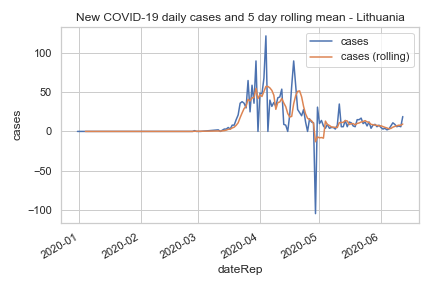 New COVID-19 daily cases and 5 day rolling mean - Lithuania
cases
cases (rolling)
100
50
0
−50
−100
cases
2020-01
2020-02
2020-03
2020-04
2020-05
2020-06
dateRep